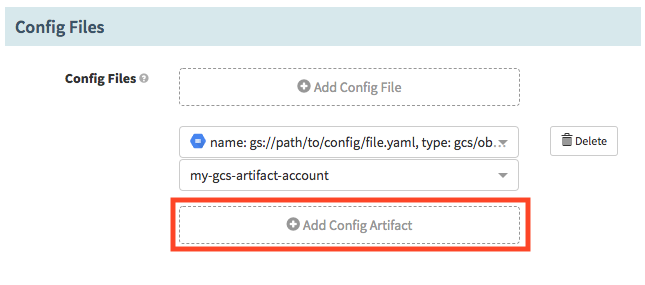 Config Files
Config Files
Add Config File
name: gs://path/to/config/file.yaml, type: gcs/ob...
Delete
my-gcs-artifact-account
Add Config Artifact